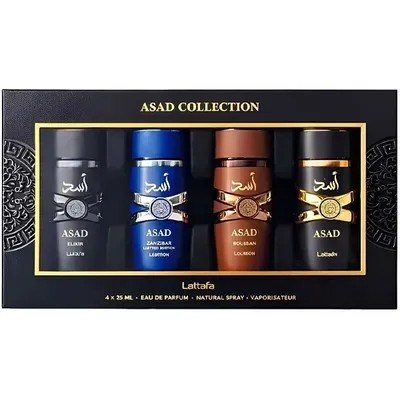 ASAD COLLECTION
أسد
ASAD
ELIXIR
أسد
ASAD
ZANZIBAR
LIMITED EDITION
أسد
ASAD
أسد
ASAD
Lattafa
Lattafa
4 x 25 ML - EAU DE PARFUM - NATURAL SPRAY - VAPORISATEUR